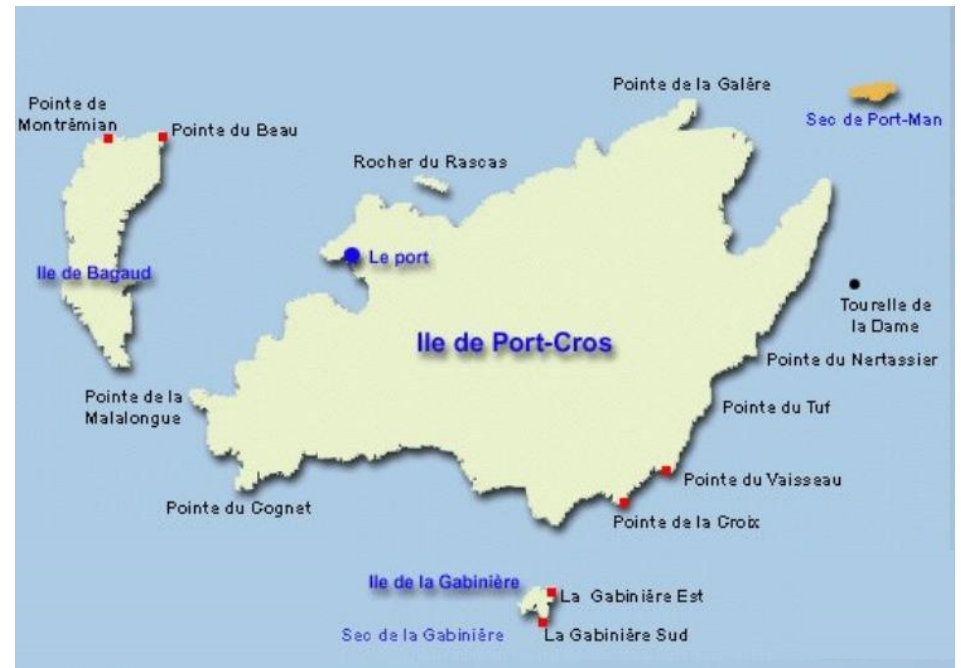 Pointe de la Galère
Pointe de
Montrémian
Pointe du Beau
Sec de Port-Man
Rocher du Rascas
Le port
Ile de Bagaud
Tourelle de
la Dame
Ile de Port-Cros
Pointe du Nertassier
Pointe de la
Malalongue
Pointe du Tuf
Pointe du Vaisseau
Pointe du Cognet
Pointe de la Croix
Ile de la Gabinière
La Gabinière Est
Sec de la Gabinière
La Gabinière Sud